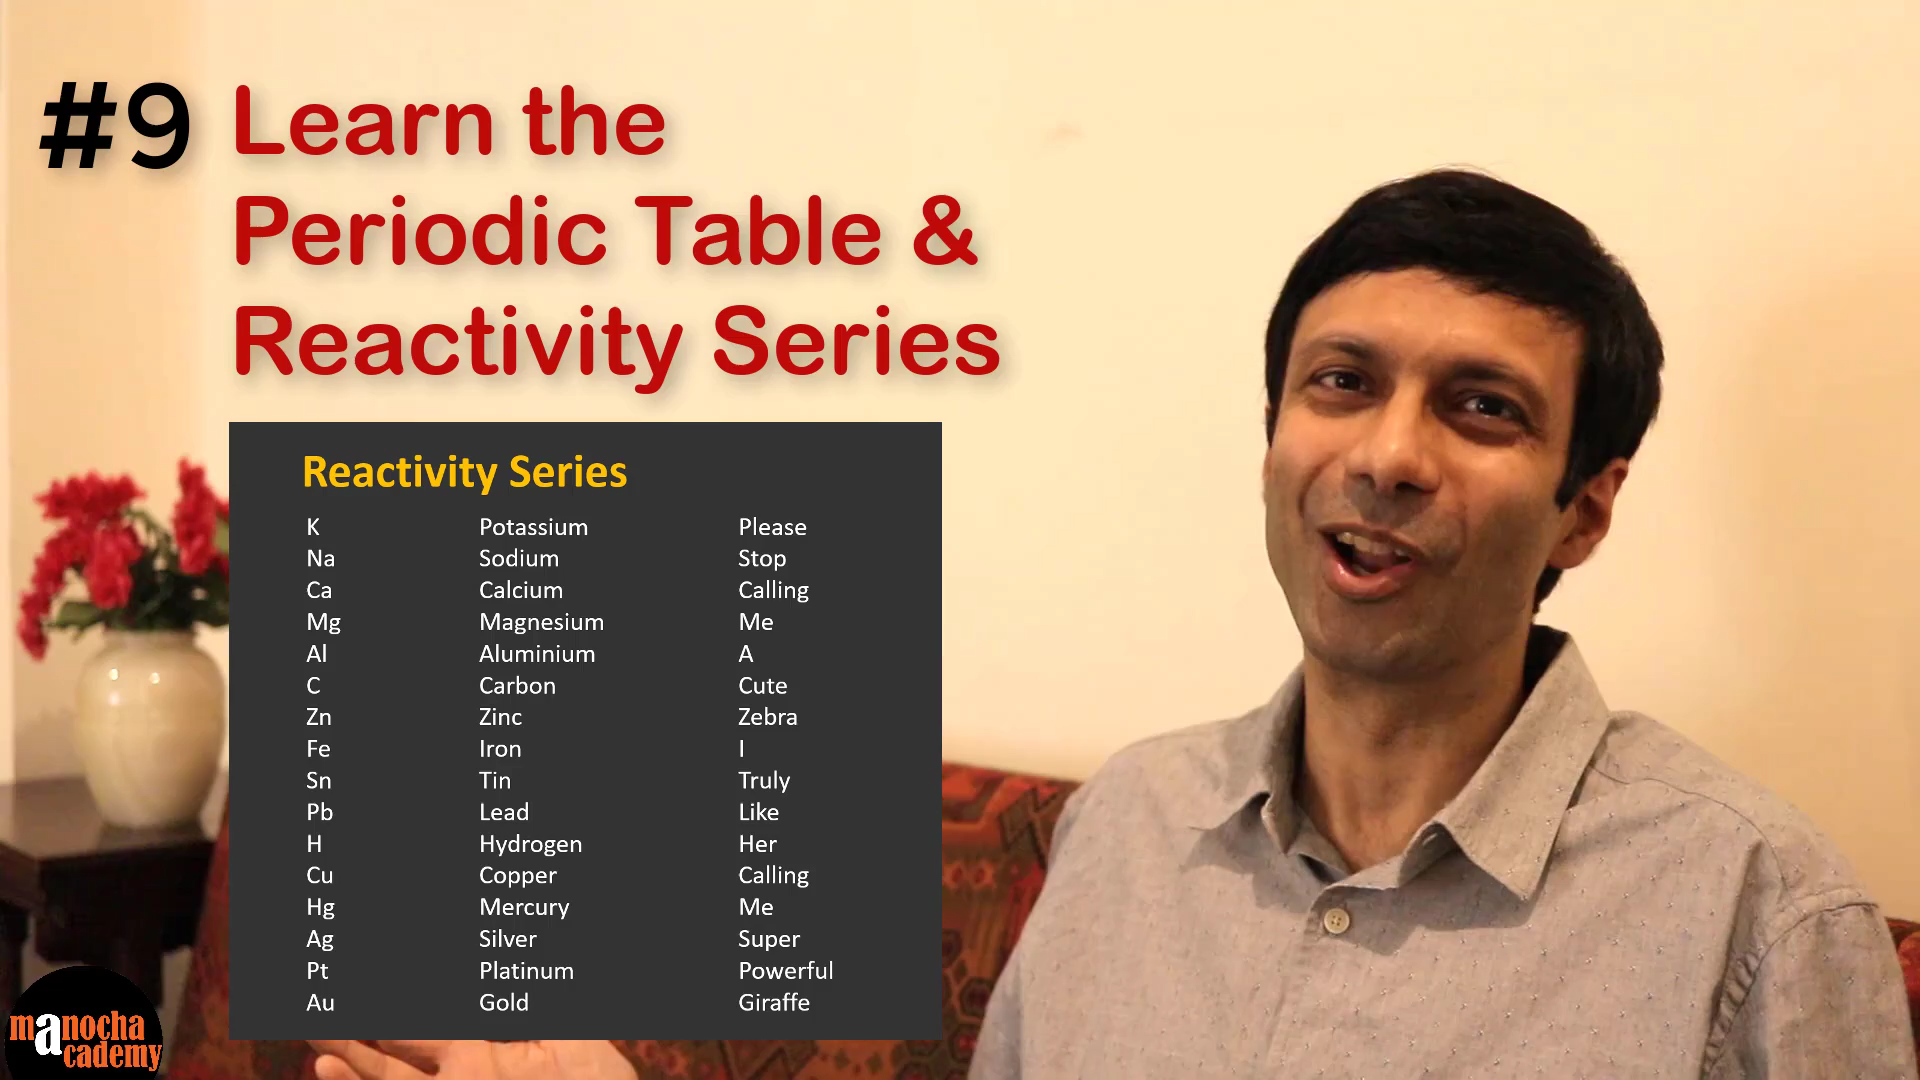 #9 Learn the
Periodic Table &
Reactivity Series
Reactivity Series
K Potassium Please
Na Sodium Stop
Ca Calcium Calling
Mg Magnesium Me
Al Aluminium A
C Carbon Cute
Zn Zinc Zebra
Fe Iron I
Sn Tin Truly
Pb Lead Like
H Hydrogen Her
Cu Copper Calling
Hg Mercury Me
Ag Silver Super
Pt Platinum Powerful
Au Gold Giraffe
manocha
academy